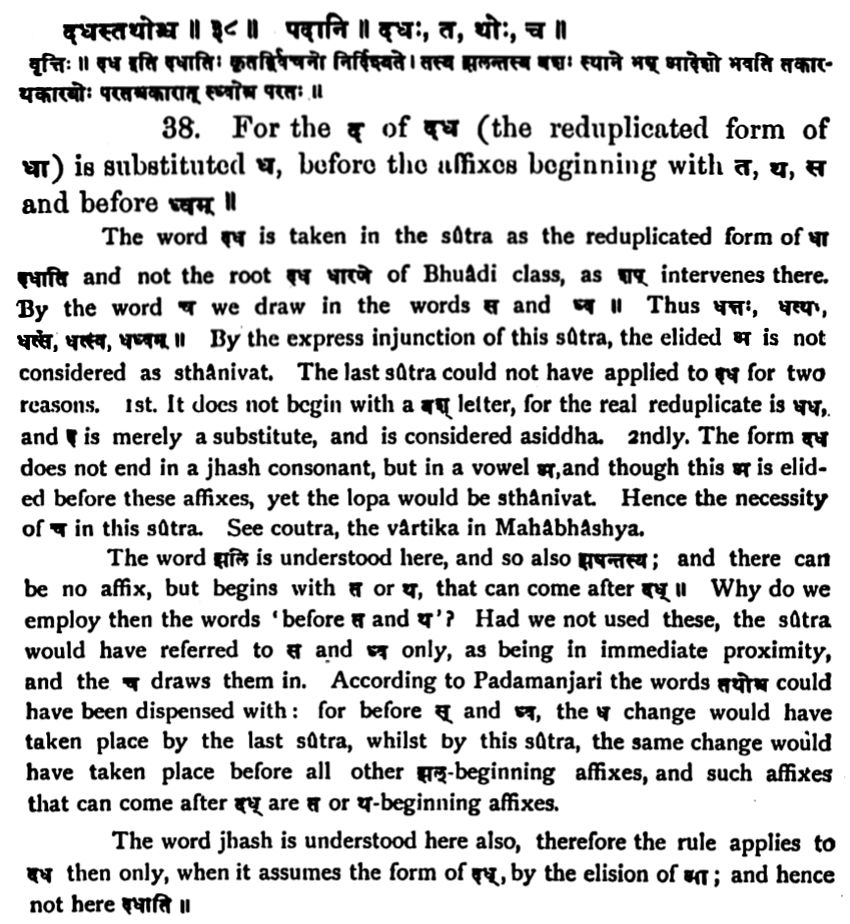 दधस्तथोश्च ॥ ३८ ॥ पदानि ॥ दधः, त, थोः, च ॥
वृत्तिः ॥ दध इति दधातिः कृतद्विर्वचनो निर्दिश्यते। तस्य झलन्तस्य बशः स्थाने भष् आदेशो भवति तकार-
थकारयोः परतश्चकारात् स्ध्वोश्च परतः ॥
38. For the द् of दध (the reduplicated form of
धा) is substituted ध, before the affixes beginning with त, थ, स
and before ध्वम् ॥
The word दध is taken in the sûtra as the reduplicated form of धा
दधाति and not the root दध धारणे of Bhuâdi class, as शप् intervenes there.
By the word च we draw in the words स and ध्व ॥ Thus धत्तः, धत्थः,
धत्से, धत्स्व, धध्वम् ॥ By the express injunction of this sûtra, the elided अ is not
considered as sthânivat. The last sûtra could not have applied to दध for two
reasons. 1st. It does not begin with a बश् letter, for the real reduplicate is धध,
and द is merely a substitute, and is considered asiddha. 2ndly. The form दध
does not end in a jhash consonant, but in a vowel अ,and though this अ is elid-
ed before these affixes, yet the lopa would be sthânivat. Hence the necessity
of च in this sûtra. See coutra, the vârtika in Mahâbhâshya.
The word झलि is understood here, and so also झषन्तस्य; and there can
be no affix, but begins with त or थ, that can come after दध् ॥ Why do we
employ then the words 'before त and थ'? Had we not used these, the sûtra
would have referred to स and ध्व only, as being in immediate proximity,
and the च draws them in. According to Padamanjari the words तथोश्च could
have been dispensed with: for before स् and ध्व, the ध change would have
taken place by the last sûtra, whilst by this sûtra, the same change would
have taken place before all other झल्-beginning affixes, and such affixes
that can come after दध् are त or थ-beginning affixes.
The word jhash is understood here also, therefore the rule applies to
दध then only, when it assumes the form of दध्, by the elision of आ; and hence
not here दधाति ॥